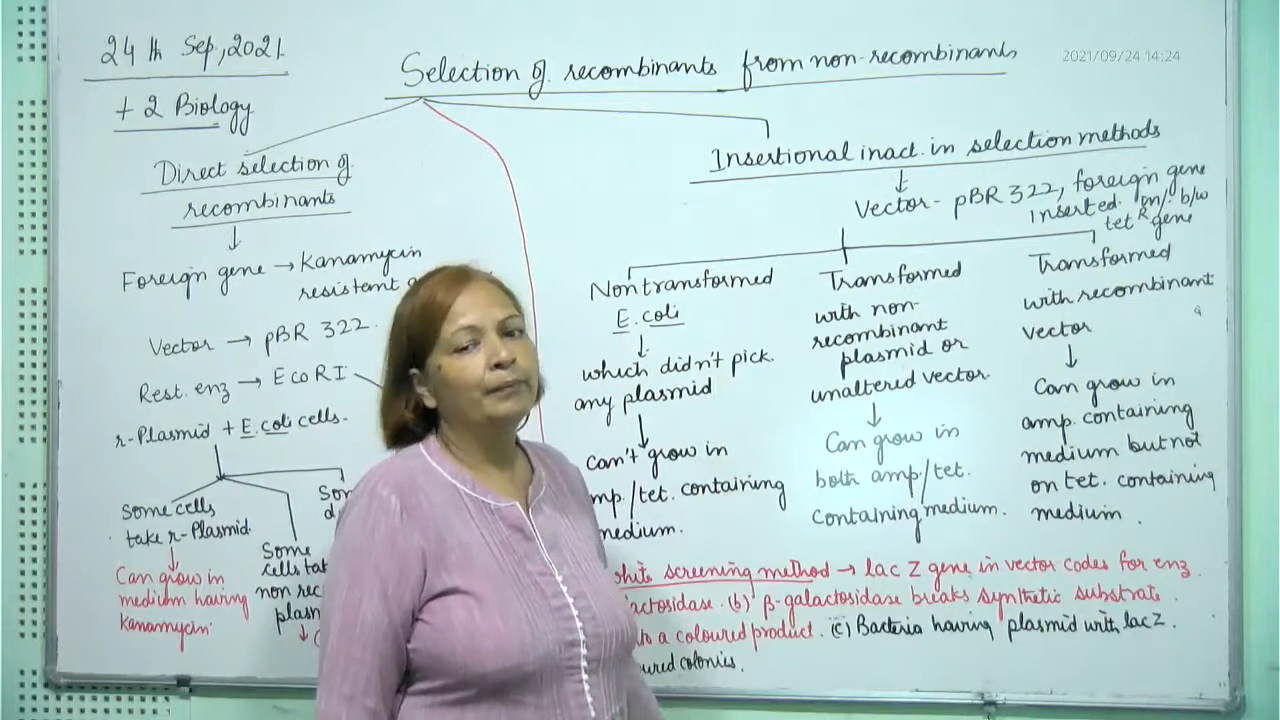 24th Sep, 2021.
+2 Biology
Selection of recombinants from non-recombinants
2021/09/24 14:24
Direct selection of
recombinants
Foreign gene → Kanamycin
resistemt
Vector → pBR 322.
Rest. enz → EcoRI
r-Plasmid + E.coli cells.
Some cells
take r-Plasmid.
Can grow in
medium having
Kanamycin.
Some
cells
non rec
plasm
Insertional inact. in selection methods
Vector - pBR 322, foreign gene
inserted in/. b/w
tet R gene
Nontransformed
E. coli
which didn't pick.
any plasmid
Can't grow in
mp./tet. containing
medium.
Transformed
with non-
recombinant
plasmid or
unaltered vector.
Can grow in
both amp./tet.
Containing medium.
Transformed
with recombinant
vector
Can grow in
amp. containing
medium but not
on tet. containing
medium.
screening method → lac Z gene in vector codes for enz.
actosidase. (b) β-galactosidase breaks synthetic substrate.
a coloured product. (c) Bacteria having plasmid with lac Z.
ured colonies.